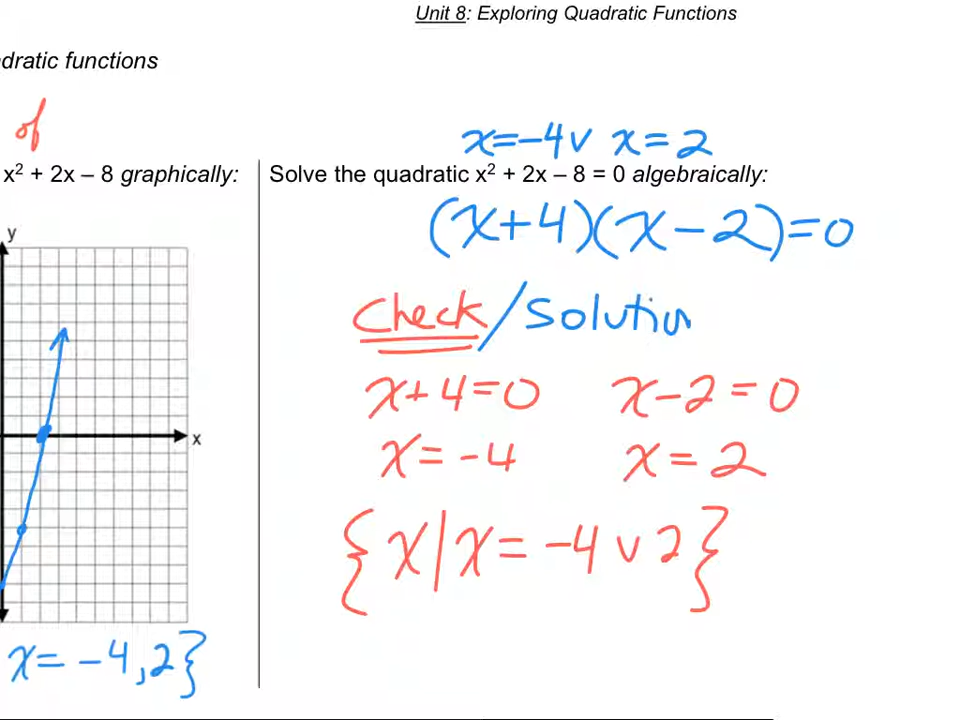 Unit 8: Exploring Quadratic Functions
dratic functions
of
x=-4 v x=2
x² + 2x – 8 graphically:
Solve the quadratic x² + 2x – 8 = 0 algebraically:
(x+4)(x-2)=0
y
Check/Solution
x+4=0 x-2=0
x
x=-4 x=2
{x|x=-4 v 2}
x=-4,2}